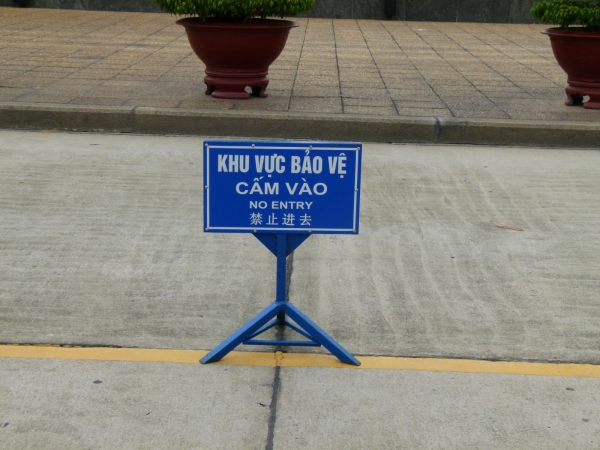 KHU VỰC BẢO VỆ
CẤM VÀO
NO ENTRY
禁止进去